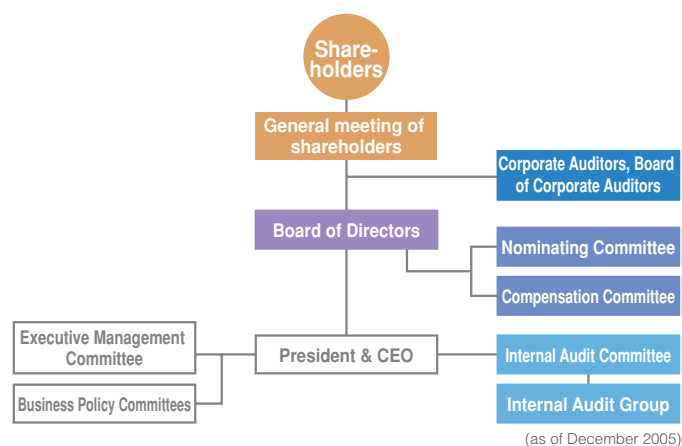 Share-
holders
General meeting of
shareholders
Corporate Auditors, Board
of Corporate Auditors
Board of Directors
Nominating Committee
Compensation Committee
Executive Management
Committee
President & CEO
Internal Audit Committee
Business Policy Committees
Internal Audit Group
(as of December 2005)